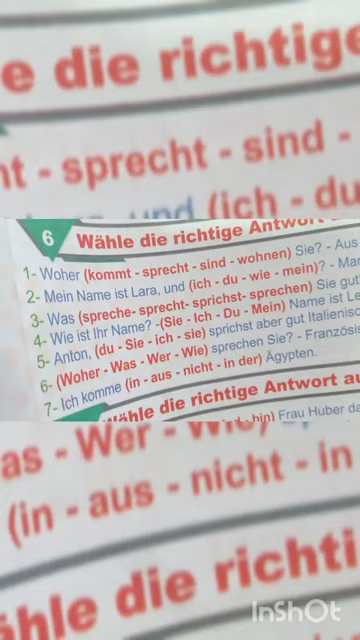 e die richtige
nt - sprecht - sind -
und (ich - du
6 Wähle die richtige Antwort
1- Woher (kommt - sprecht - sind - wohnen) Sie? - Aus
2- Mein Name ist Lara, und (ich - du - wie - mein)? - Mar
3- Was (spreche- sprecht- sprichst- sprechen) Sie gut
4- Wie ist Ihr Name? -(Sie - Ich - Du - Mein) Name ist Le
5- Anton, (du - Sie - ich - sie) sprichst aber gut Italienisc
6- (Woher - Was - Wer - Wie) sprechen Sie? - Französis
7- Ich komme (in - aus - nicht - in der) Ägypten.
Wähle die richtige Antwort au
bin) Frau Huber da
as - Wer - Wie)
(in - aus - nicht - in
ähle die richti
InShOt